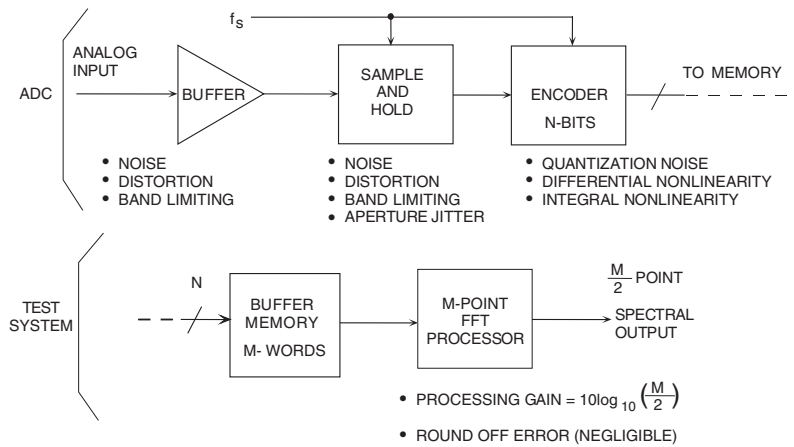 f_s
ADC
ANALOG
INPUT
BUFFER
SAMPLE
AND
HOLD
ENCODER
N-BITS
TO MEMORY
• NOISE
• DISTORTION
• BAND LIMITING
• NOISE
• DISTORTION
• BAND LIMITING
• APERTURE JITTER
• QUANTIZATION NOISE
• DIFFERENTIAL NONLINEARITY
• INTEGRAL NONLINEARITY
TEST
SYSTEM
N
BUFFER
MEMORY
M- WORDS
M-POINT
FFT
PROCESSOR
M/2 POINT
SPECTRAL
OUTPUT
• PROCESSING GAIN = 10log_10 (M/2)
• ROUND OFF ERROR (NEGLIGIBLE)